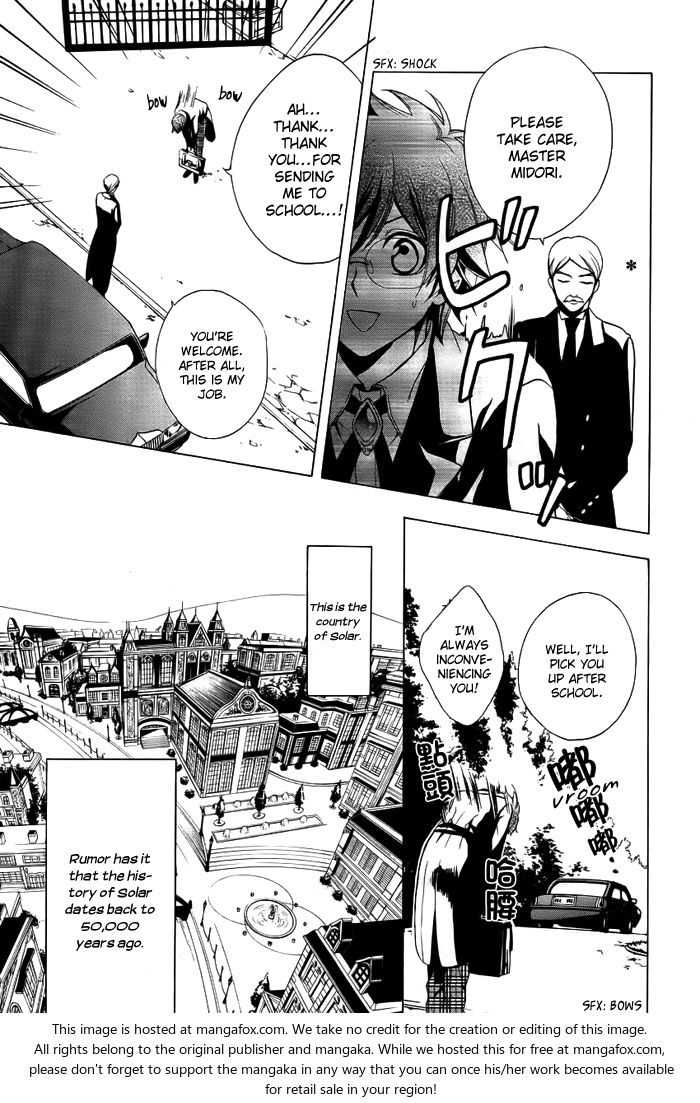 SFX: SHOCK
PLEASE
TAKE CARE,
MASTER
MIDORI.
ビクッ
*
AH...
THANK...
THANK
YOU...FOR
SENDING
ME TO
SCHOOL...!
bow
bow
YOU'RE
WELCOME.
AFTER ALL,
THIS IS MY
JOB.
WELL, I'LL
PICK YOU
UP AFTER
SCHOOL.
I'M
ALWAYS
INCONVE-
NIENCING
YOU!
嘟
嘟
嘟
vroom
點頭
哈腰
SFX: BOWS
This is the
country
of Solar.
Rumor has it
that the his-
tory of Solar
dates back to
50,000
years ago.
This image is hosted at mangafox.com. We take no credit for the creation or editing of this image.
All rights belong to the original publisher and mangaka. While we hosted this for free at mangafox.com,
please don't forget to support the mangaka in any way that you can once his/her work becomes available
for retail sale in your region!